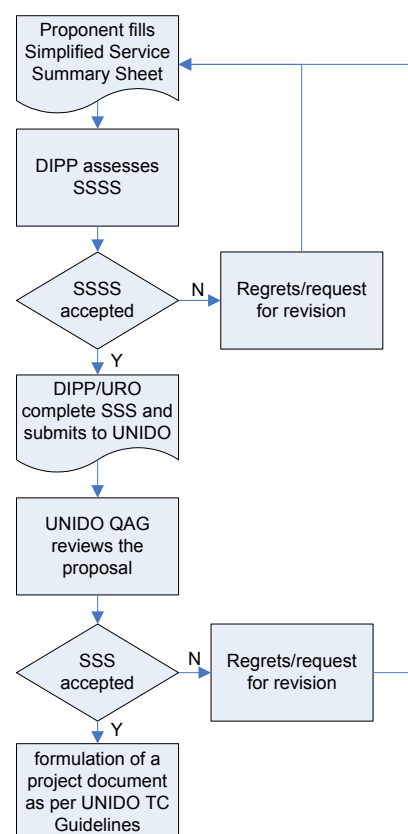 Proponent fills
Simplified Service
Summary Sheet
DIPP assesses
SSSS
SSSS
accepted
N
Regrets/request
for revision
Y
DIPP/URO
complete SSS and
submits to UNIDO
UNIDO QAG
reviews the
proposal
SSS
accepted
N
Regrets/request
for revision
Y
formulation of a
project document
as per UNIDO TC
Guidelines